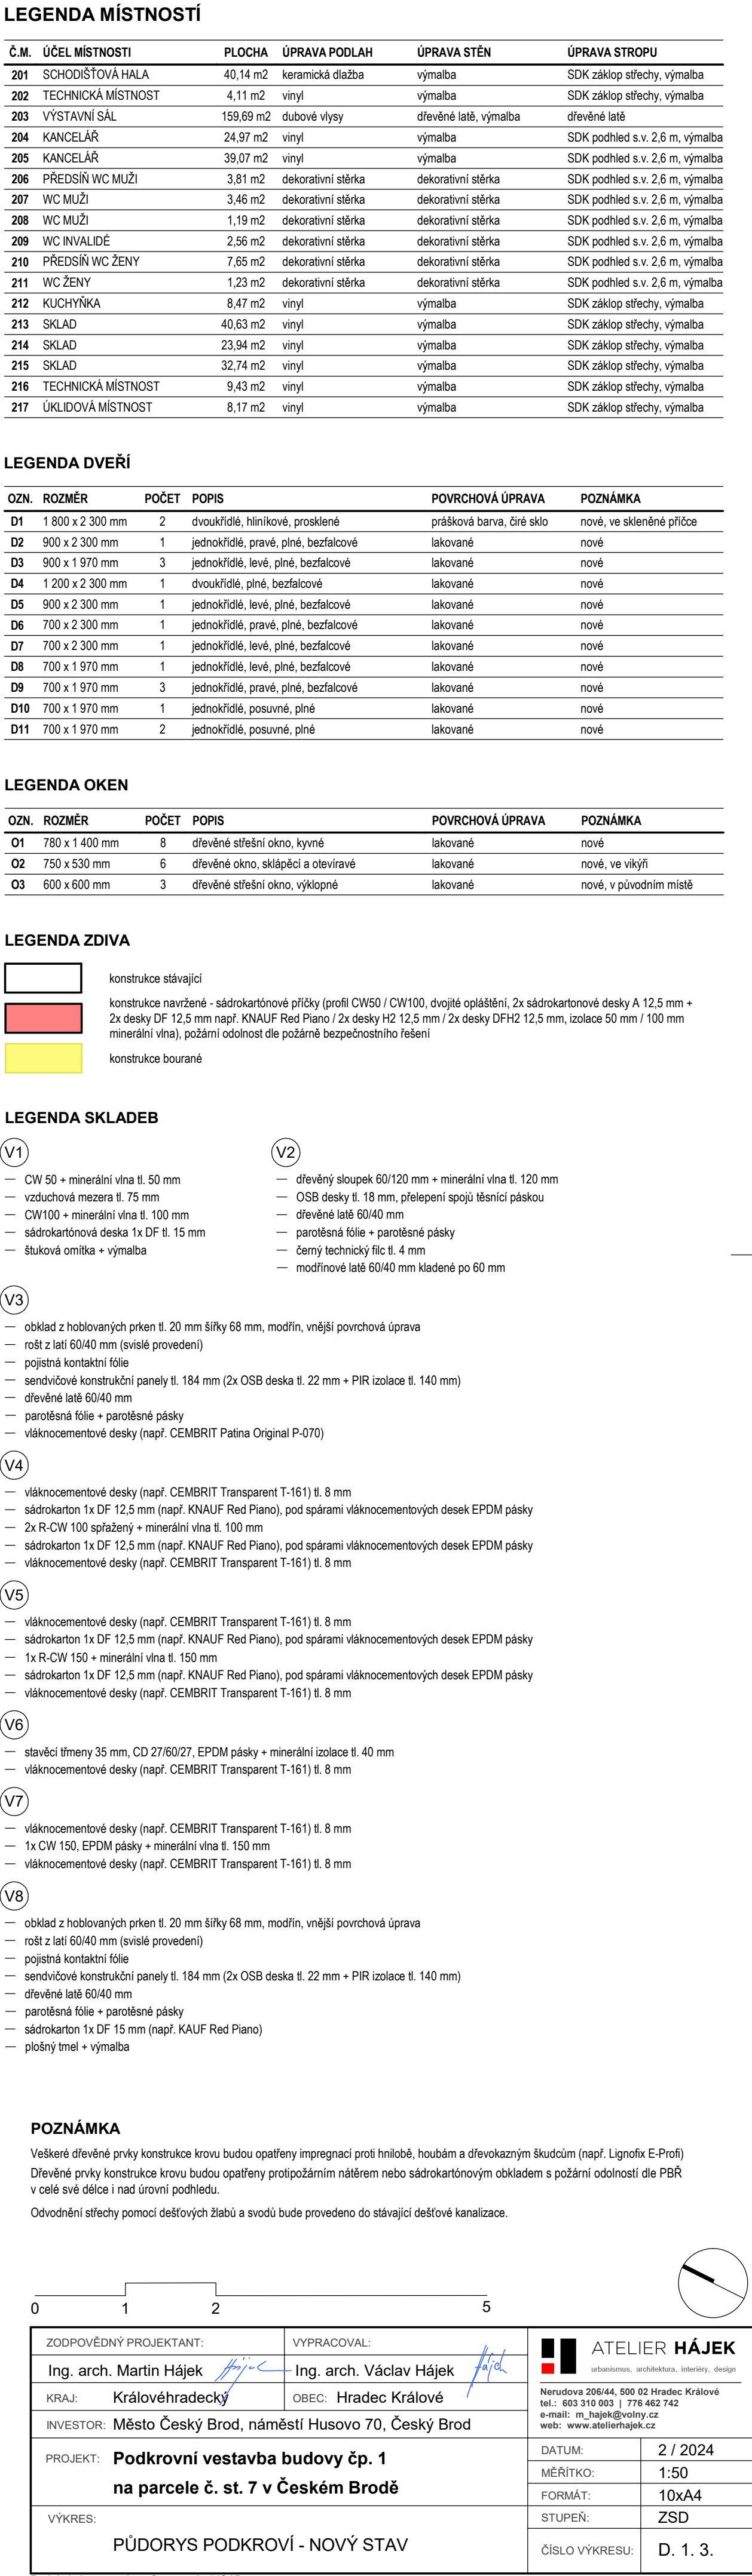 LEGENDA MÍSTNOSTÍ
Č.M. ÚČEL MÍSTNOSTI PLOCHA ÚPRAVA PODLAH ÚPRAVA STĚN ÚPRAVA STROPU
201 SCHODIŠŤOVÁ HALA 40,14 m2 keramická dlažba výmalba SDK záklop střechy, výmalba
202 TECHNICKÁ MÍSTNOST 4,11 m2 vinyl výmalba SDK záklop střechy, výmalba
203 VÝSTAVNÍ SÁL 159,69 m2 dubové vlysy dřevěné latě, výmalba dřevěné latě
204 KANCELÁŘ 24,97 m2 vinyl výmalba SDK podhled s.v. 2,6 m, výmalba
205 KANCELÁŘ 39,07 m2 vinyl výmalba SDK podhled s.v. 2,6 m, výmalba
206 PŘEDSÍŇ WC MUŽI 3,81 m2 dekorativní stěrka dekorativní stěrka SDK podhled s.v. 2,6 m, výmalba
207 WC MUŽI 3,46 m2 dekorativní stěrka dekorativní stěrka SDK podhled s.v. 2,6 m, výmalba
208 WC MUŽI 1,19 m2 dekorativní stěrka dekorativní stěrka SDK podhled s.v. 2,6 m, výmalba
209 WC INVALIDÉ 2,56 m2 dekorativní stěrka dekorativní stěrka SDK podhled s.v. 2,6 m, výmalba
210 PŘEDSÍŇ WC ŽENY 7,65 m2 dekorativní stěrka dekorativní stěrka SDK podhled s.v. 2,6 m, výmalba
211 WC ŽENY 1,23 m2 dekorativní stěrka dekorativní stěrka SDK podhled s.v. 2,6 m, výmalba
212 KUCHYŇKA 8,47 m2 vinyl výmalba SDK záklop střechy, výmalba
213 SKLAD 40,63 m2 vinyl výmalba SDK záklop střechy, výmalba
214 SKLAD 23,94 m2 vinyl výmalba SDK záklop střechy, výmalba
215 SKLAD 32,74 m2 vinyl výmalba SDK záklop střechy, výmalba
216 TECHNICKÁ MÍSTNOST 9,43 m2 vinyl výmalba SDK záklop střechy, výmalba
217 ÚKLIDOVÁ MÍSTNOST 8,17 m2 vinyl výmalba SDK záklop střechy, výmalba
LEGENDA DVEŘÍ
OZN. ROZMĚR POČET POPIS POVRCHOVÁ ÚPRAVA POZNÁMKA
D1 1 800 x 2 300 mm 2 dvoukřídlé, hliníkové, prosklené prášková barva, čiré sklo nové, ve skleněné příčce
D2 900 x 2 300 mm 1 jednokřídlé, pravé, plné, bezfalcové lakované nové
D3 900 x 1 970 mm 3 jednokřídlé, levé, plné, bezfalcové lakované nové
D4 1 200 x 2 300 mm 1 dvoukřídlé, plné, bezfalcové lakované nové
D5 900 x 2 300 mm 1 jednokřídlé, levé, plné, bezfalcové lakované nové
D6 700 x 2 300 mm 1 jednokřídlé, pravé, plné, bezfalcové lakované nové
D7 700 x 2 300 mm 1 jednokřídlé, levé, plné, bezfalcové lakované nové
D8 700 x 1 970 mm 1 jednokřídlé, levé, plné, bezfalcové lakované nové
D9 700 x 1 970 mm 3 jednokřídlé, pravé, plné, bezfalcové lakované nové
D10 700 x 1 970 mm 1 jednokřídlé, posuvné, plné lakované nové
D11 700 x 1 970 mm 2 jednokřídlé, posuvné, plné lakované nové
LEGENDA OKEN
OZN. ROZMĚR POČET POPIS POVRCHOVÁ ÚPRAVA POZNÁMKA
O1 780 x 1 400 mm 8 dřevěné střešní okno, kyvné lakované nové
O2 750 x 530 mm 6 dřevěné okno, sklápěcí a otevíravé lakované nové, ve vikýři
O3 600 x 600 mm 3 dřevěné střešní okno, výklopné lakované nové, v původním místě
LEGENDA ZDIVA
konstrukce stávající
konstrukce navržené - sádrokartónové příčky (profil CW50 / CW100, dvojité opláštění, 2x sádrokartonové desky A 12,5 mm +
2x desky DF 12,5 mm např. KNAUF Red Piano / 2x desky H2 12,5 mm / 2x desky DFH2 12,5 mm, izolace 50 mm / 100 mm
minerální vlna), požární odolnost dle požárně bezpečnostního řešení
konstrukce bourané
LEGENDA SKLADEB
V1
— CW 50 + minerální vlna tl. 50 mm
— vzduchová mezera tl. 75 mm
— CW100 + minerální vlna tl. 100 mm
— sádrokartónová deska 1x DF tl. 15 mm
— štuková omítka + výmalba
V2
— dřevěný sloupek 60/120 mm + minerální vlna tl. 120 mm
— OSB desky tl. 18 mm, přelepení spojů těsnící páskou
— dřevěné latě 60/40 mm
— parotěsná fólie + parotěsné pásky
— černý technický filc tl. 4 mm
— modřínové latě 60/40 mm kladené po 60 mm
V3
— obklad z hoblovaných prken tl. 20 mm šířky 68 mm, modřín, vnější povrchová úprava
— rošt z latí 60/40 mm (svislé provedení)
— pojistná kontaktní fólie
— sendvičové konstrukční panely tl. 184 mm (2x OSB deska tl. 22 mm + PIR izolace tl. 140 mm)
— dřevěné latě 60/40 mm
— parotěsná fólie + parotěsné pásky
— vláknocementové desky (např. CEMBRIT Patina Original P-070)
V4
— vláknocementové desky (např. CEMBRIT Transparent T-161) tl. 8 mm
— sádrokarton 1x DF 12,5 mm (např. KNAUF Red Piano), pod spárami vláknocementových desek EPDM pásky
— 2x R-CW 100 spřažený + minerální vlna tl. 100 mm
— sádrokarton 1x DF 12,5 mm (např. KNAUF Red Piano), pod spárami vláknocementových desek EPDM pásky
— vláknocementové desky (např. CEMBRIT Transparent T-161) tl. 8 mm
V5
— vláknocementové desky (např. CEMBRIT Transparent T-161) tl. 8 mm
— sádrokarton 1x DF 12,5 mm (např. KNAUF Red Piano), pod spárami vláknocementových desek EPDM pásky
— 1x R-CW 150 + minerální vlna tl. 150 mm
— sádrokarton 1x DF 12,5 mm (např. KNAUF Red Piano), pod spárami vláknocementových desek EPDM pásky
— vláknocementové desky (např. CEMBRIT Transparent T-161) tl. 8 mm
V6
— stavěcí třmeny 35 mm, CD 27/60/27, EPDM pásky + minerální izolace tl. 40 mm
— vláknocementové desky (např. CEMBRIT Transparent T-161) tl. 8 mm
V7
— vláknocementové desky (např. CEMBRIT Transparent T-161) tl. 8 mm
— 1x CW 150, EPDM pásky + minerální vlna tl. 150 mm
— vláknocementové desky (např. CEMBRIT Transparent T-161) tl. 8 mm
V8
— obklad z hoblovaných prken tl. 20 mm šířky 68 mm, modřín, vnější povrchová úprava
— rošt z latí 60/40 mm (svislé provedení)
— pojistná kontaktní fólie
— sendvičové konstrukční panely tl. 184 mm (2x OSB deska tl. 22 mm + PIR izolace tl. 140 mm)
— dřevěné latě 60/40 mm
— parotěsná fólie + parotěsné pásky
— sádrokarton 1x DF 15 mm (např. KAUF Red Piano)
— plošný tmel + výmalba
POZNÁMKA
Veškeré dřevěné prvky konstrukce krovu budou opatřeny impregnací proti hnilobě, houbám a dřevokazným škudcům (např. Lignofix E-Profi)
Dřevěné prvky konstrukce krovu budou opatřeny protipožárním nátěrem nebo sádrokartónovým obkladem s požární odolností dle PBŘ
v celé své délce i nad úrovní podhledu.
Odvodnění střechy pomocí dešťových žlabů a svodů bude provedeno do stávající dešťové kanalizace.
0 1 2 5
ZODPOVĚDNÝ PROJEKTANT: VYPRACOVAL:
Ing. arch. Martin Hájek Hájek Ing. arch. Václav Hájek Hájek
KRAJ: Královéhradecký OBEC: Hradec Králové
INVESTOR: Město Český Brod, náměstí Husovo 70, Český Brod
PROJEKT: Podkrovní vestavba budovy čp. 1
na parcele č. st. 7 v Českém Brodě
VÝKRES:
PŮDORYS PODKROVÍ - NOVÝ STAV
ATELIER HÁJEK
urbanismus, architektura, interiéry, design
Nerudova 206/44, 500 02 Hradec Králové
tel.: 603 310 003 | 776 462 742
e-mail: m_hajek@volny.cz
web: www.atelierhajek.cz
DATUM: 2 / 2024
MĚŘÍTKO: 1:50
FORMÁT: 10xA4
STUPEŇ: ZSD
ČÍSLO VÝKRESU: D. 1. 3.